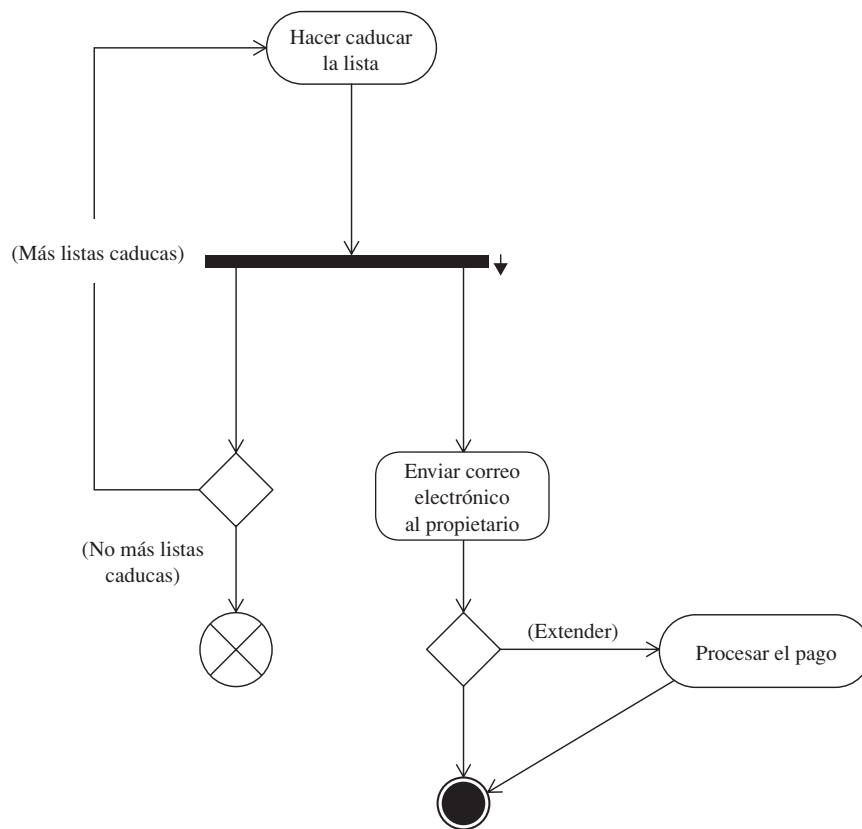 Hacer caducar
la lista
(Más listas caducas)
Enviar correo
electrónico
al propietario
(No más listas
caducas)
(Extender)
Procesar el pago